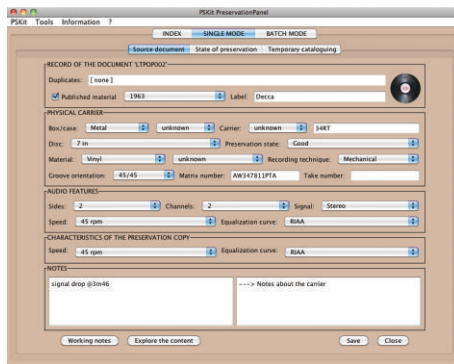 PSKit PreservationPanel
PSKit Tools Information ?
INDEX SINGLE MODE BATCH MODE
Source document State of preservation Temporary cataloguing
RECORD OF THE DOCUMENT 'LTPOP002'
Duplicates: [none]
Published material 1963 Label: Decca
PHYSICAL CARRIER
Box/case: Metal unknown Carrier: unknown 34RT
Disc: 7 in Preservation state: Good
Material: Vinyl unknown Recording technique: Mechanical
Groove orientation: 45/45 Matrix number: AW347811PTA Take number:
AUDIO FEATURES
Sides: 2 Channels: 2 Signal: Stereo
Speed: 45 rpm Equalization curve: RIAA
CHARACTERISTICS OF THE PRESERVATION COPY
Speed: 45 rpm Equalization curve: RIAA
NOTES
signal drop @3m46 ---> Notes about the carrier
Working notes Explore the content Save Close